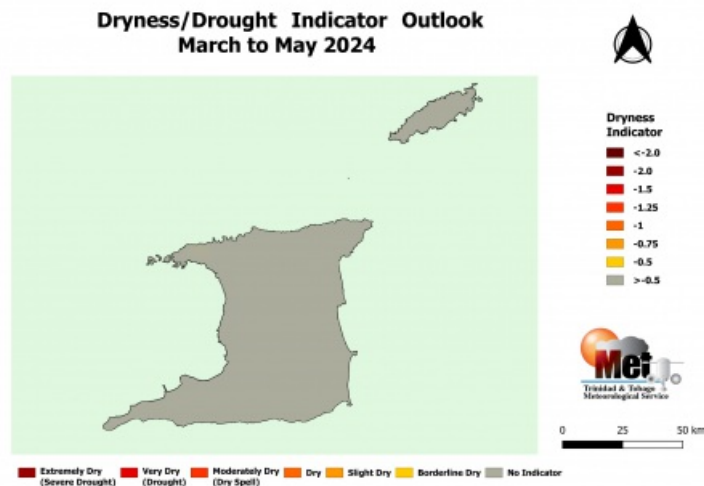 Dryness/Drought Indicator Outlook
March to May 2024
Dryness
Indicator
<-2.0
-2.0
-1.5
-1.25
-1
-0.75
-0.5
>-0.5
Met
Trinidad & Tobago
Meteorological Service
0 25 50 km
Extremely Dry
(Severe Drought)
Very Dry
(Drought)
Moderately Dry
(Dry Spell)
Dry
Slight Dry
Borderline Dry
No Indicator